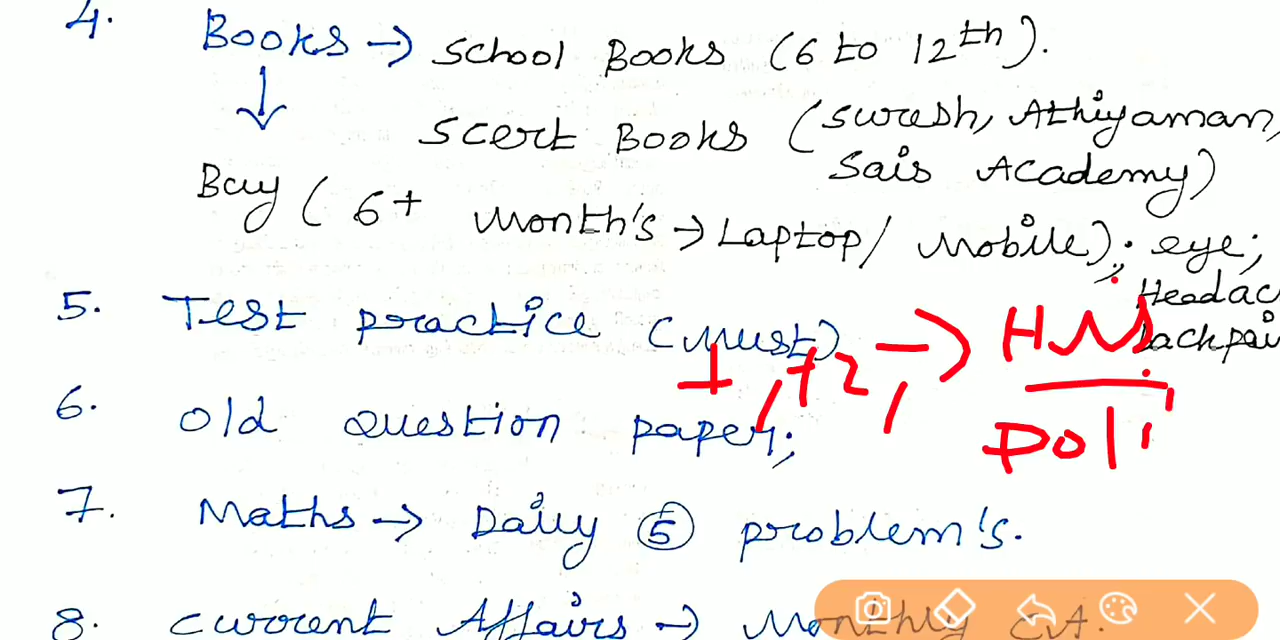 4. Books → School Books (6 to 12th).
↓ Scert Books (Suresh, Athiyaman,
Sais Academy)
Buy (6+ Month's → Laptop/ Mobile); eye;
Headac
5. Test practice (Must)
backpai
+1, +2, → HNS
6. Old Question paper;
Poli
7. Maths → Daily 5 problem's.
8. Current Affairs → Monthly C.A.